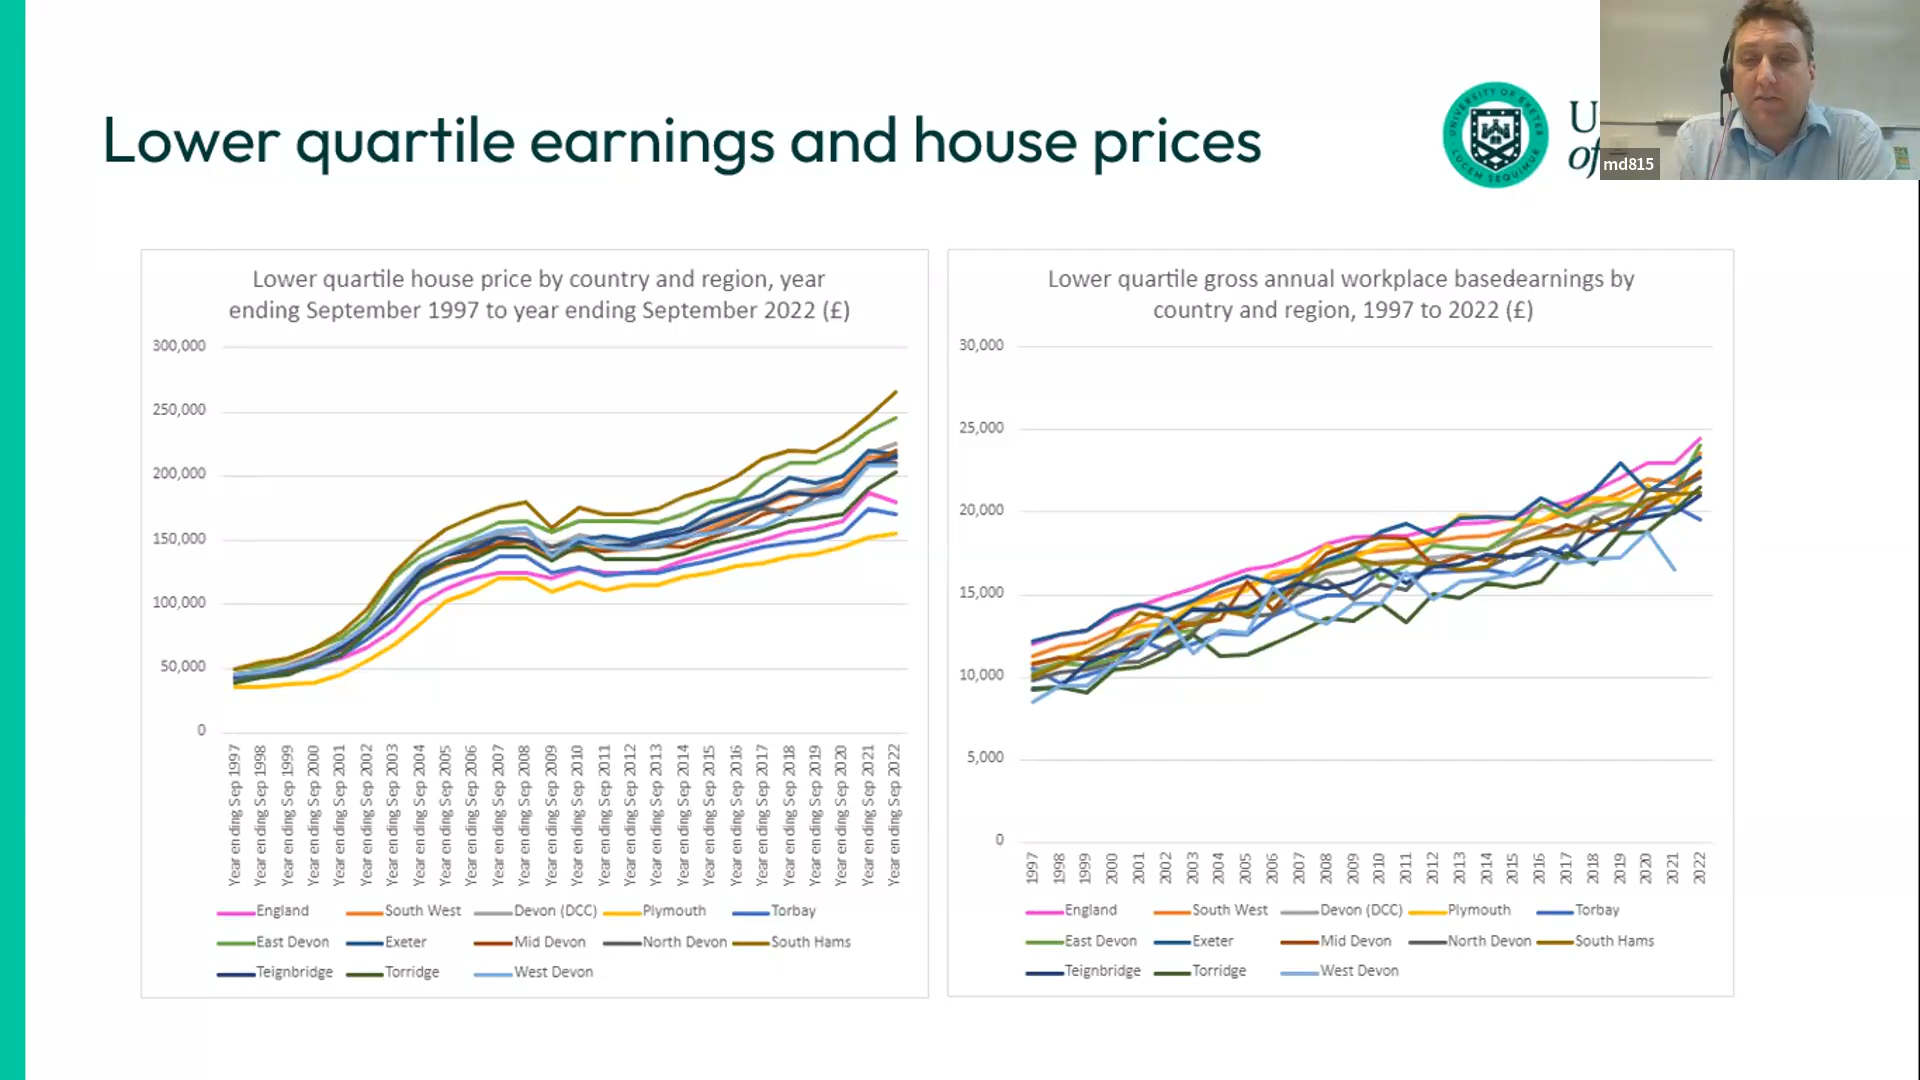 Lower quartile earnings and house prices
UNIVERSITY OF EXETER
LUCEM SEQUIMUR
U
of
md815
Lower quartile house price by country and region, year
ending September 1997 to year ending September 2022 (£)
300,000
250,000
200,000
150,000
100,000
50,000
0
Year ending Sep 1997
Year ending Sep 1998
Year ending Sep 1999
Year ending Sep 2000
Year ending Sep 2001
Year ending Sep 2002
Year ending Sep 2003
Year ending Sep 2004
Year ending Sep 2005
Year ending Sep 2006
Year ending Sep 2007
Year ending Sep 2008
Year ending Sep 2009
Year ending Sep 2010
Year ending Sep 2011
Year ending Sep 2012
Year ending Sep 2013
Year ending Sep 2014
Year ending Sep 2015
Year ending Sep 2016
Year ending Sep 2017
Year ending Sep 2018
Year ending Sep 2019
Year ending Sep 2020
Year ending Sep 2021
Year ending Sep 2022
England South West Devon (DCC) Plymouth Torbay
East Devon Exeter Mid Devon North Devon South Hams
Teignbridge Torridge West Devon
Lower quartile gross annual workplace basedearnings by
country and region, 1997 to 2022 (£)
30,000
25,000
20,000
15,000
10,000
5,000
0
1997
1998
1999
2000
2001
2002
2003
2004
2005
2006
2007
2008
2009
2010
2011
2012
2013
2014
2015
2016
2017
2018
2019
2020
2021
2022
England South West Devon (DCC) Plymouth Torbay
East Devon Exeter Mid Devon North Devon South Hams
Teignbridge Torridge West Devon